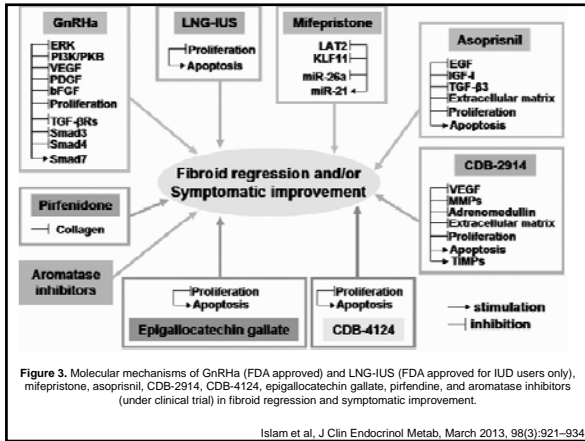 GnRHa
ERK
PI3K/PKB
VEGF
PDGF
bFGF
Proliferation
TGF-βRs
Smad3
Smad4
Smad7
LNG-IUS
Proliferation
Apoptosis
Mifepristone
LAT2
KLF11
miR-26a
miR-21
Asoprisnil
EGF
IGF-I
TGF-β3
Extracellular matrix
Proliferation
Apoptosis
Fibroid regression and/or
Symptomatic improvement
CDB-2914
VEGF
MMPs
Adrenomedullin
Extracellular matrix
Proliferation
Apoptosis
TIMPs
Pirfenidone
Collagen
Aromatase
inhibitors
Proliferation
Apoptosis
Epigallocatechin gallate
Proliferation
Apoptosis
CDB-4124
stimulation
inhibition
Figure 3. Molecular mechanisms of GnRHa (FDA approved) and LNG-IUS (FDA approved for IUD users only),
mifepristone, asoprisnil, CDB-2914, CDB-4124, epigallocatechin gallate, pirfendine, and aromatase inhibitors
(under clinical trial) in fibroid regression and symptomatic improvement.
Islam et al, J Clin Endocrinol Metab, March 2013, 98(3):921–934